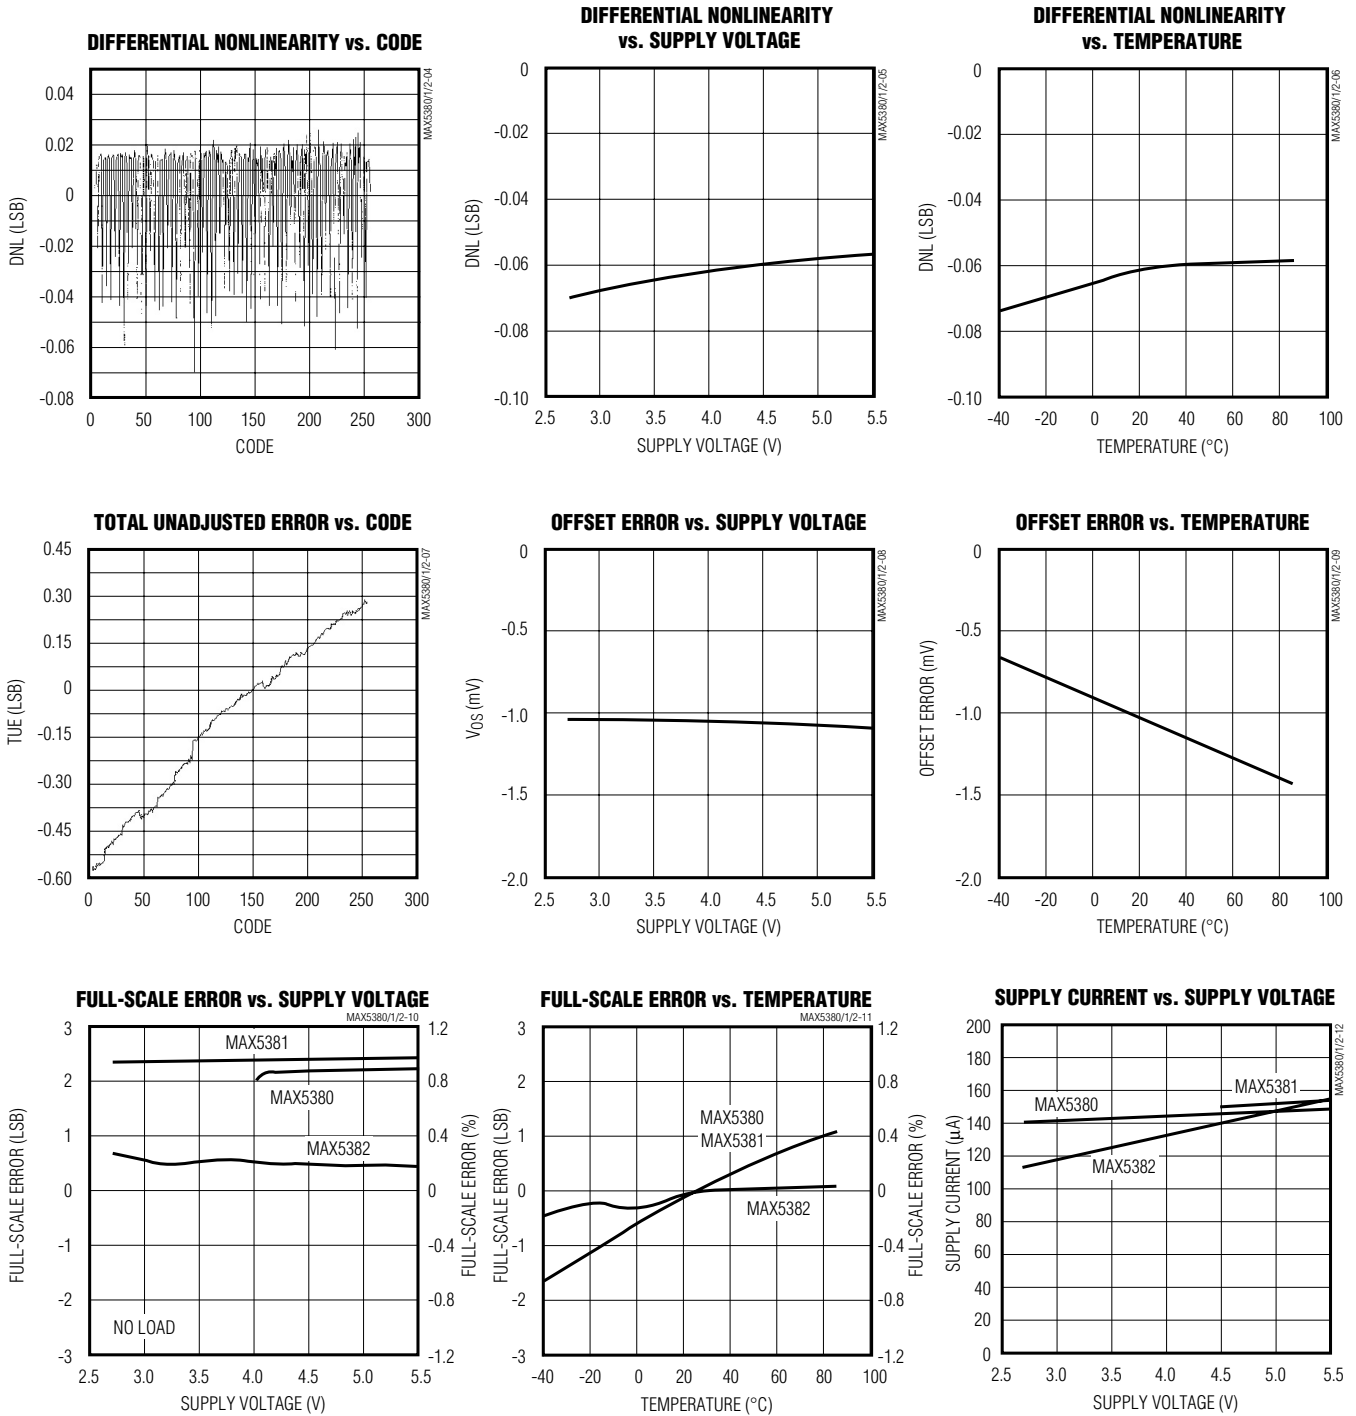 DIFFERENTIAL NONLINEARITY vs. CODE
MAX5380/1/2-04
0.04
0.02
0
-0.02
-0.04
-0.06
-0.08
DNL (LSB)
0 50 100 150 200 250 300
CODE
DIFFERENTIAL NONLINEARITY
vs. SUPPLY VOLTAGE
MAX5380/1/2-05
0
-0.02
-0.04
-0.06
-0.08
-0.10
DNL (LSB)
2.5 3.0 3.5 4.0 4.5 5.0 5.5
SUPPLY VOLTAGE (V)
DIFFERENTIAL NONLINEARITY
vs. TEMPERATURE
MAX5380/1/2-06
0
-0.02
-0.04
-0.06
-0.08
-0.10
DNL (LSB)
-40 -20 0 20 40 60 80 100
TEMPERATURE (°C)
TOTAL UNADJUSTED ERROR vs. CODE
MAX5380/1/2-07
0.45
0.30
0.15
0
-0.15
-0.30
-0.45
-0.60
TUE (LSB)
0 50 100 150 200 250 300
CODE
OFFSET ERROR vs. SUPPLY VOLTAGE
MAX5380/1/2-08
0
-0.5
-1.0
-1.5
-2.0
VOS (mV)
2.5 3.0 3.5 4.0 4.5 5.0 5.5
SUPPLY VOLTAGE (V)
OFFSET ERROR vs. TEMPERATURE
MAX5380/1/2-09
0
-0.5
-1.0
-1.5
-2.0
OFFSET ERROR (mV)
-40 -20 0 20 40 60 80 100
TEMPERATURE (°C)
FULL-SCALE ERROR vs. SUPPLY VOLTAGE
MAX5380/1/2-10
3
2
1
0
-1
-2
-3
FULL-SCALE ERROR (LSB)
MAX5381
MAX5380
MAX5382
NO LOAD
1.2
0.8
0.4
0
-0.4
-0.8
-1.2
FULL-SCALE ERROR (%)
2.5 3.0 3.5 4.0 4.5 5.0 5.5
SUPPLY VOLTAGE (V)
FULL-SCALE ERROR vs. TEMPERATURE
MAX5380/1/2-11
3
2
1
0
-1
-2
-3
FULL-SCALE ERROR (LSB)
MAX5380
MAX5381
MAX5382
1.2
0.8
0.4
0
-0.4
-0.8
-1.2
FULL-SCALE ERROR (%)
-40 -20 0 20 40 60 80 100
TEMPERATURE (°C)
SUPPLY CURRENT vs. SUPPLY VOLTAGE
MAX5380/1/2-12
200
180
160
140
120
100
80
60
40
20
0
SUPPLY CURRENT (µA)
MAX5381
MAX5380
MAX5382
2.5 3.0 3.5 4.0 4.5 5.0 5.5
SUPPLY VOLTAGE (V)